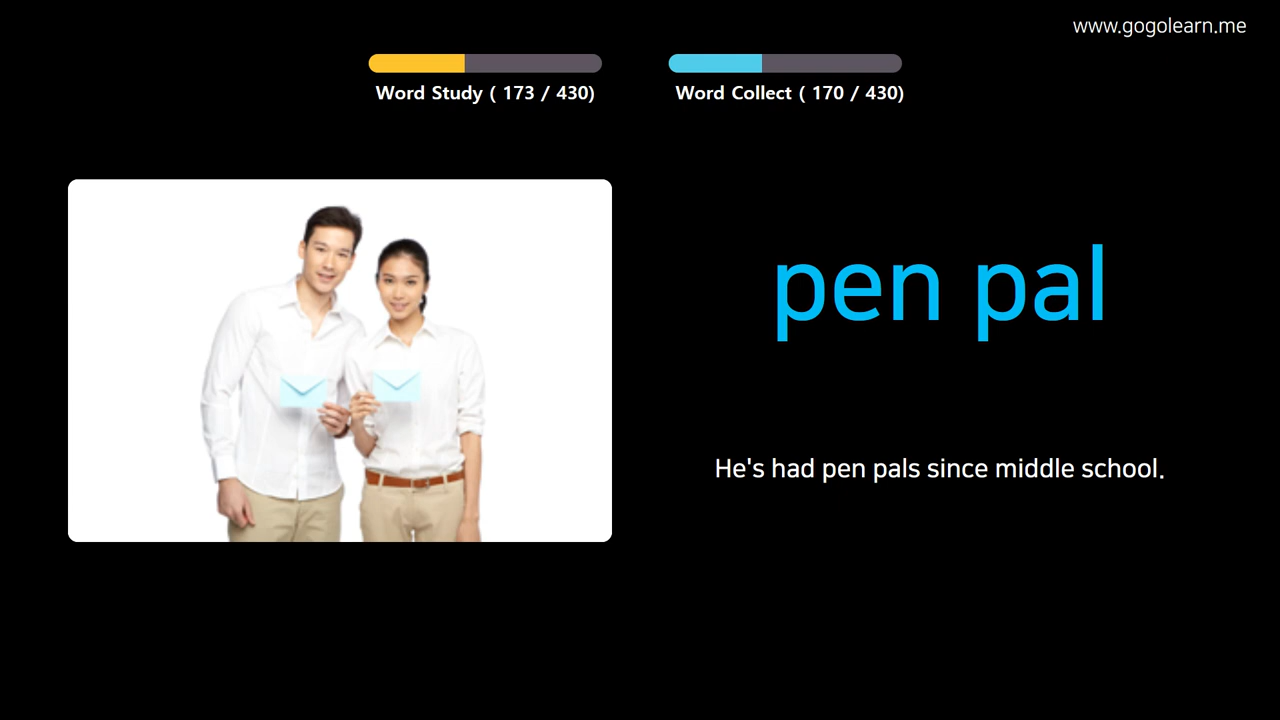 www.gogolearn.me
Word Study ( 173 / 430)
Word Collect ( 170 / 430)
pen pal
He's had pen pals since middle school.